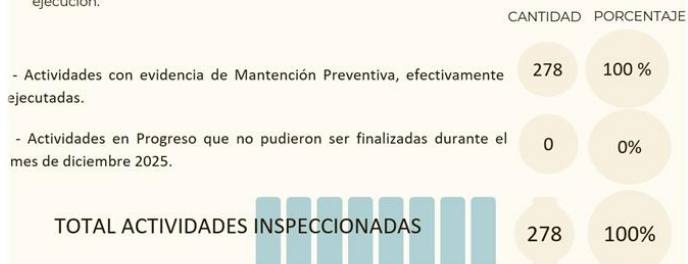 ejecución.
CANTIDAD PORCENTAJE
- Actividades con evidencia de Mantención Preventiva, efectivamente 278 100 %
ejecutadas.
- Actividades en Progreso que no pudieron ser finalizadas durante el 0 0%
mes de diciembre 2025.
TOTAL ACTIVIDADES INSPECCIONADAS 278 100%